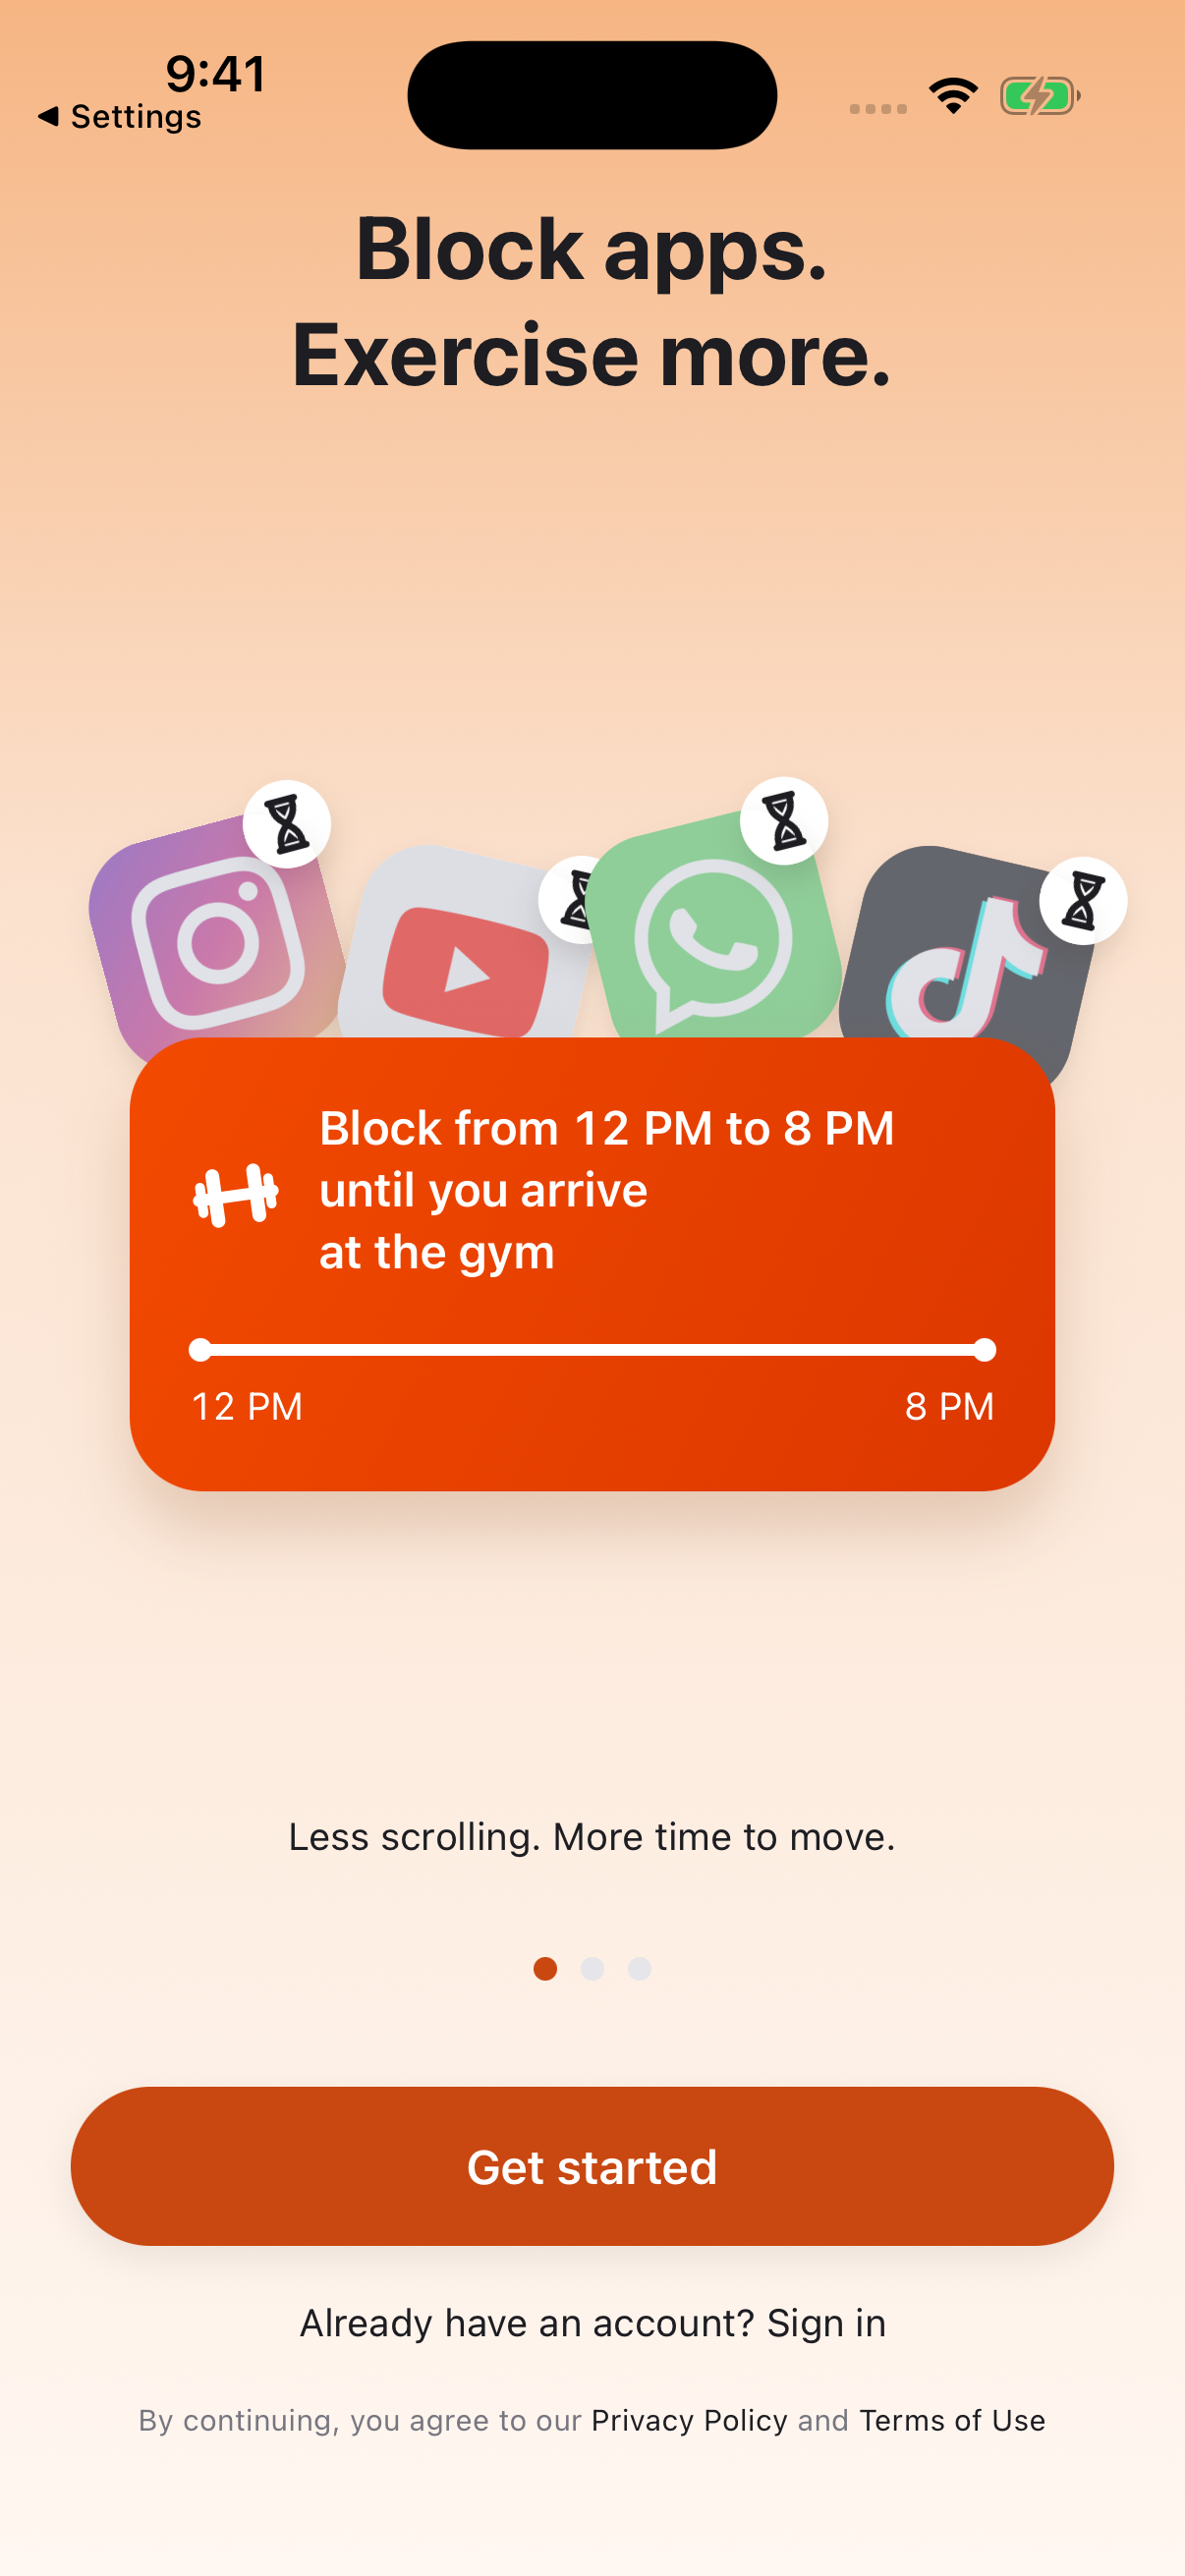 9:41
Settings
Block apps.
Exercise more.
Block from 12 PM to 8 PM
until you arrive
at the gym
12 PM
8 PM
Less scrolling. More time to move.
Get started
Already have an account? Sign in
By continuing, you agree to our Privacy Policy and Terms of Use